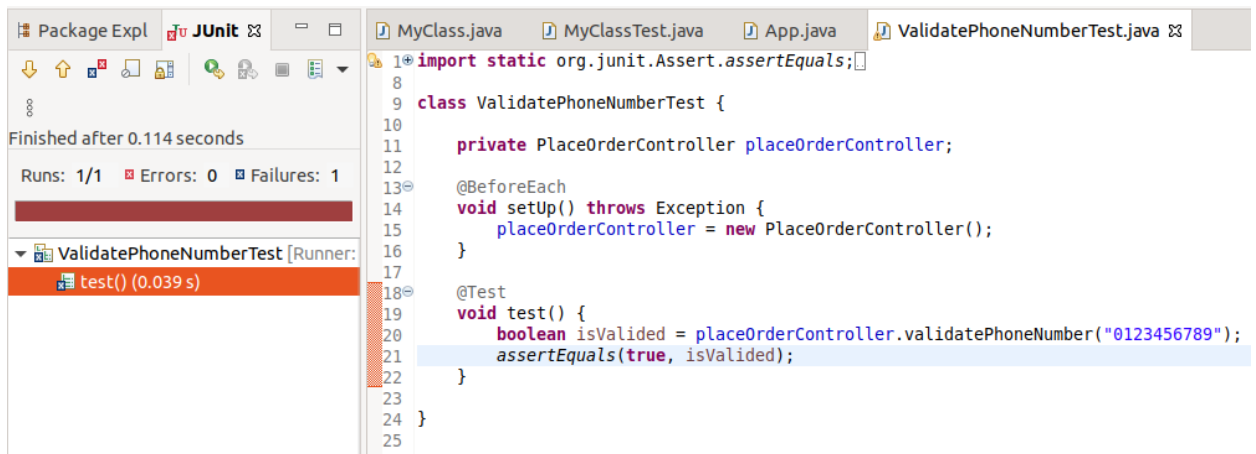 Package Expl JUnit
Finished after 0.114 seconds
Runs: 1/1 Errors: 0 Failures: 1
ValidatePhoneNumberTest [Runner:
test() (0.039 s)
MyClass.java MyClassTest.java App.java ValidatePhoneNumberTest.java
1 import static org.junit.Assert.assertEquals;
8
9 class ValidatePhoneNumberTest {
10
11 private PlaceOrderController placeOrderController;
12
13 @BeforeEach
14 void setUp() throws Exception {
15 placeOrderController = new PlaceOrderController();
16 }
17
18 @Test
19 void test() {
20 boolean isValided = placeOrderController.validatePhoneNumber("0123456789");
21 assertEquals(true, isValided);
22 }
23
24 }
25